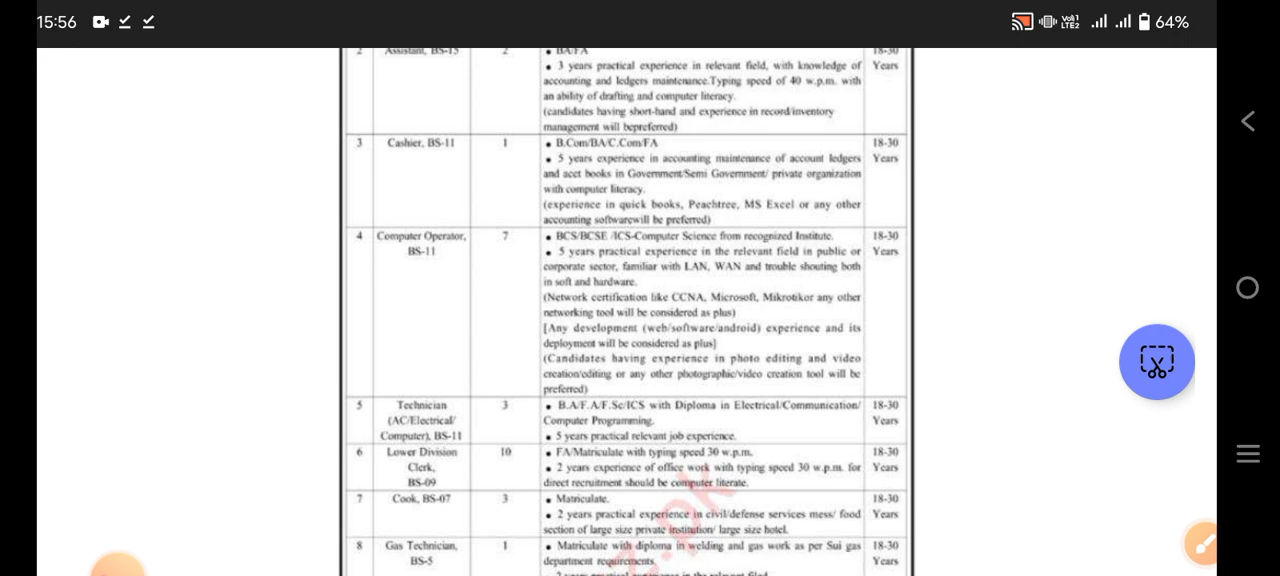 15:56
Vo)) 1
LTE2
64%
2 Assistant, BS-15 2 • BA/FA 18-30
• 3 years practical experience in relevant field, with knowledge of Years
accounting and ledgers maintenance.Typing speed of 40 w.p.m. with
an ability of drafting and computer literacy.
(candidates having short-hand and experience in record/inventory
management will bepreferred)
3 Cashier, BS-11 1 • B.Com/BA/C.Com/FA 18-30
• 5 years experience in accounting maintenance of account ledgers Years
and acct books in Government/Semi Government/ private organization
with computer literacy.
(experience in quick books, Peachtree, MS Excel or any other
accounting softwarewill be preferred)
4 Computer Operator, 7 • BCS/BCSE /ICS-Computer Science from recognized Institute. 18-30
BS-11 • 5 years practical experience in the relevant field in public or Years
corporate sector, familiar with LAN, WAN and trouble shouting both
in soft and hardware.
(Network certification like CCNA, Microsoft, Mikrotikor any other
networking tool will be considered as plus)
[Any development (web/software/android) experience and its
deployment will be considered as plus]
(Candidates having experience in photo editing and video
creation/editing or any other photographic/video creation tool will be
preferred)
5 Technician 3 • B.A/F.A/F.Sc/ICS with Diploma in Electrical/Communication/ 18-30
(AC/Electrical/ Computer Programming. Years
Computer), BS-11 • 5 years practical relevant job experience.
6 Lower Division 10 • FA/Matriculate with typing speed 30 w.p.m. 18-30
Clerk, • 2 years experience of office work with typing speed 30 w.p.m. for Years
BS-09 direct recruitment should be computer literate.
7 Cook, BS-07 3 • Matriculate. 18-30
• 2 years practical experience in civil/defense services mess/ food Years
section of large size private institution/ large size hotel.
8 Gas Technician, 1 • Matriculate with diploma in welding and gas work as per Sui gas 18-30
BS-5 department requirements. Years
• 2 years practical experience in the relevant filed
z.pk